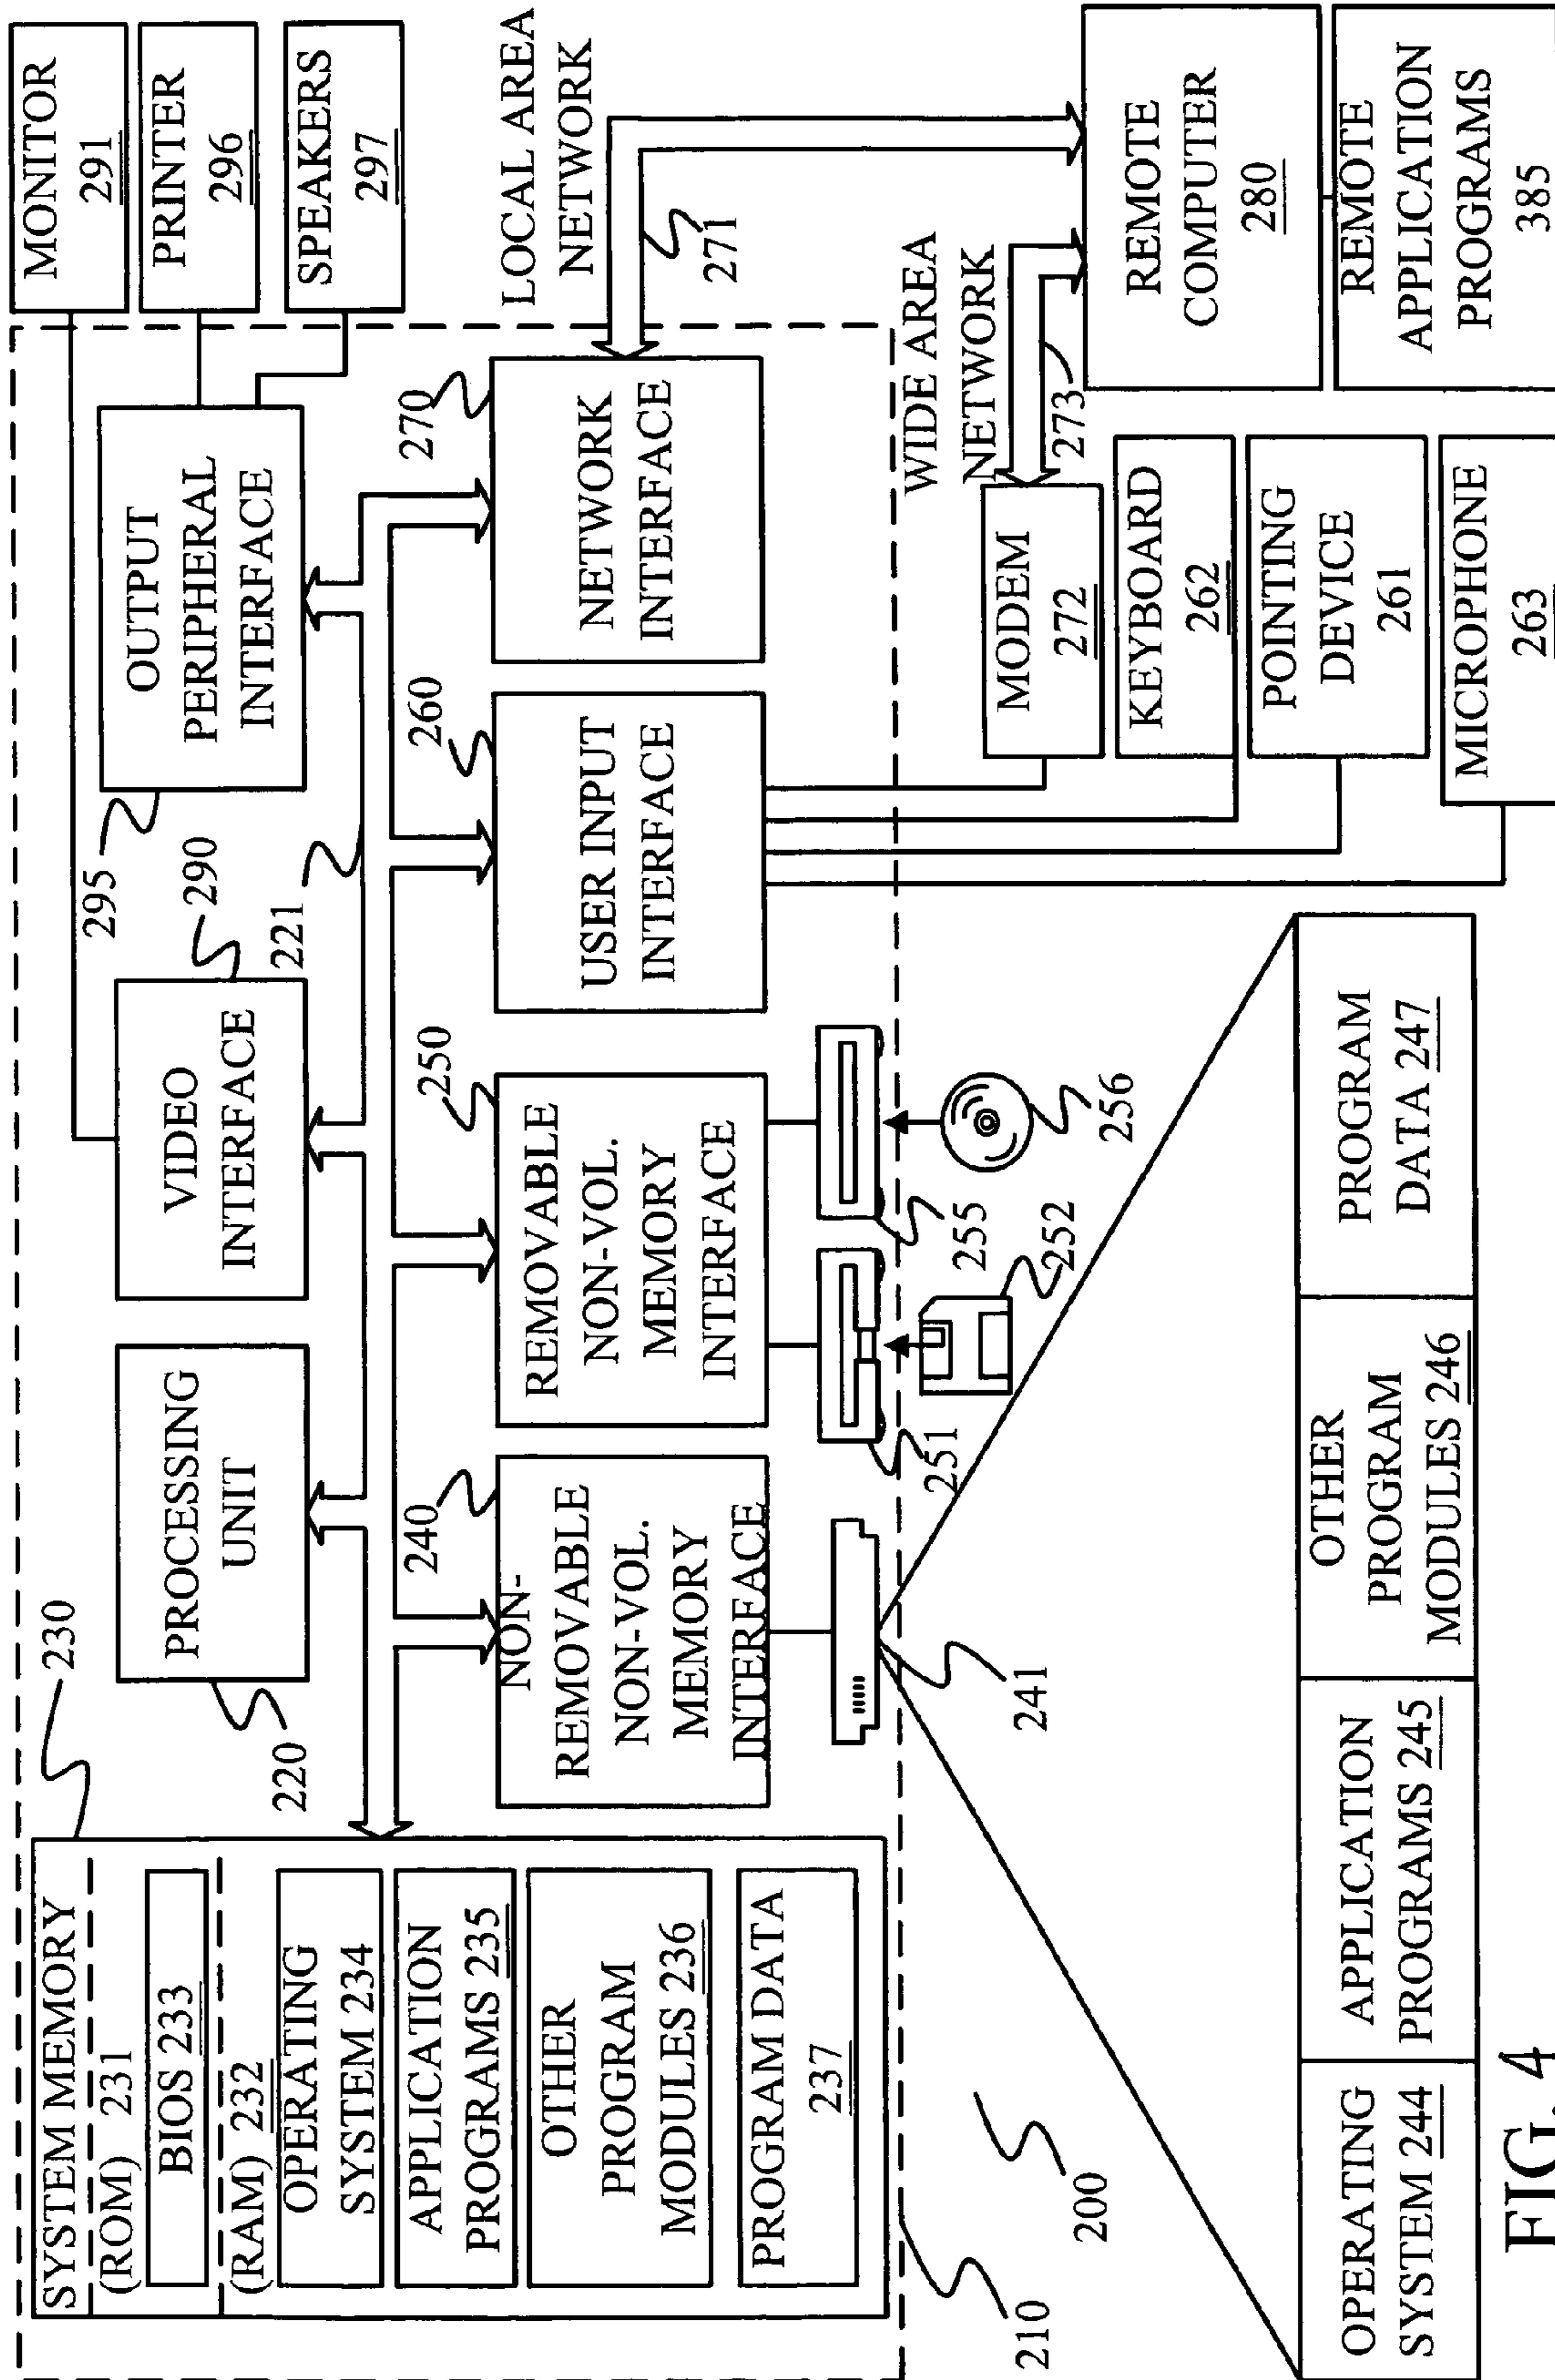 SYSTEM MEMORY
(ROM) 231
BIOS 233
(RAM) 232
OPERATING
SYSTEM 234
APPLICATION
PROGRAMS 235
OTHER
PROGRAM
MODULES 236
PROGRAM DATA
237
230
PROCESSING
UNIT
220
VIDEO
INTERFACE
290
221
OUTPUT
PERIPHERAL
INTERFACE
295
MONITOR
291
PRINTER
296
SPEAKERS
297
NON-
REMOVABLE
NON-VOL.
MEMORY
INTERFACE
240
REMOVABLE
NON-VOL.
MEMORY
INTERFACE
250
USER INPUT
INTERFACE
260
NETWORK
INTERFACE
270
LOCAL AREA
NETWORK
271
241
251
252
255
256
WIDE AREA
NETWORK
273
MODEM
272
KEYBOARD
262
POINTING
DEVICE
261
MICROPHONE
263
REMOTE
COMPUTER
280
REMOTE
APPLICATION
PROGRAMS
385
210
200
OPERATING
SYSTEM 244
APPLICATION
PROGRAMS 245
OTHER
PROGRAM
MODULES 246
PROGRAM
DATA 247
FIG. 4